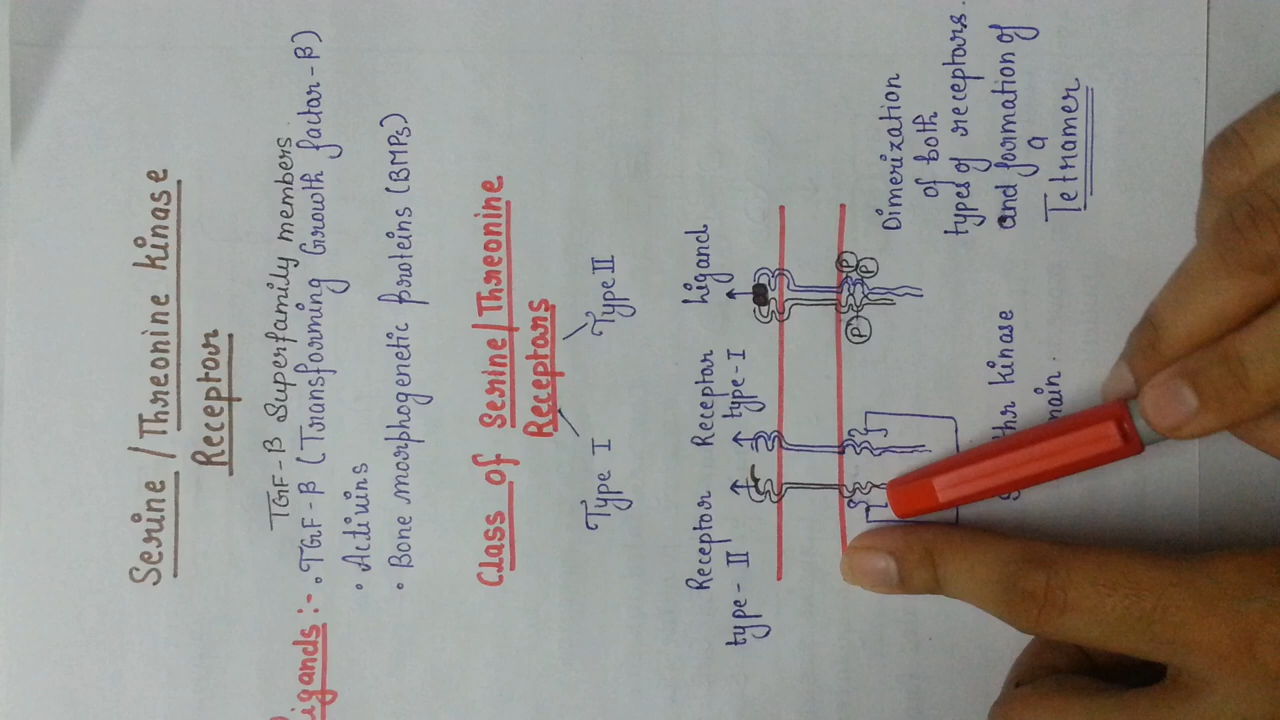 Serine / Threonine kinase
Receptor
TGF-β Superfamily members
igands :- • TGF-β (Transforming Growth factor-β)
• Activins
• Bone morphogenetic proteins (BMPs)
Class of Serine/Threonine
Receptors
Type I Type II
Receptor type-II
Receptor type-I
Ligand
P
P
P
thr kinase
main.
Dimerization
of both
types of receptors.
and formation of
a
Tetramer